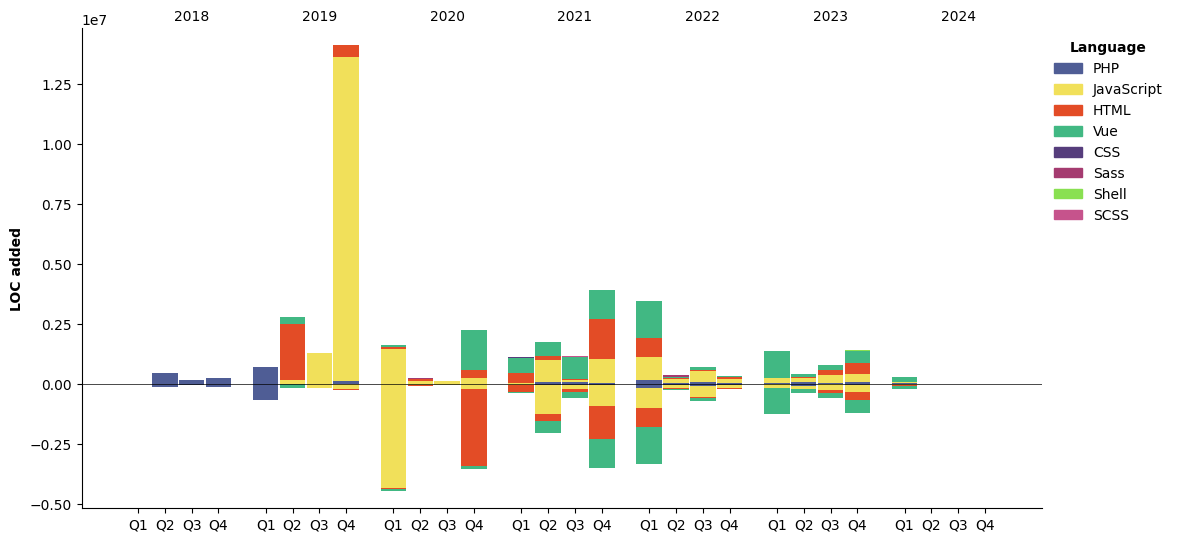 1e7
2018 2019 2020 2021 2022 2023 2024
Language
PHP
JavaScript
HTML
Vue
CSS
Sass
Shell
SCSS
LOC added
1.25
1.00
0.75
0.50
0.25
0.00
−0.25
−0.50
Q1 Q2 Q3 Q4 Q1 Q2 Q3 Q4 Q1 Q2 Q3 Q4 Q1 Q2 Q3 Q4 Q1 Q2 Q3 Q4 Q1 Q2 Q3 Q4 Q1 Q2 Q3 Q4